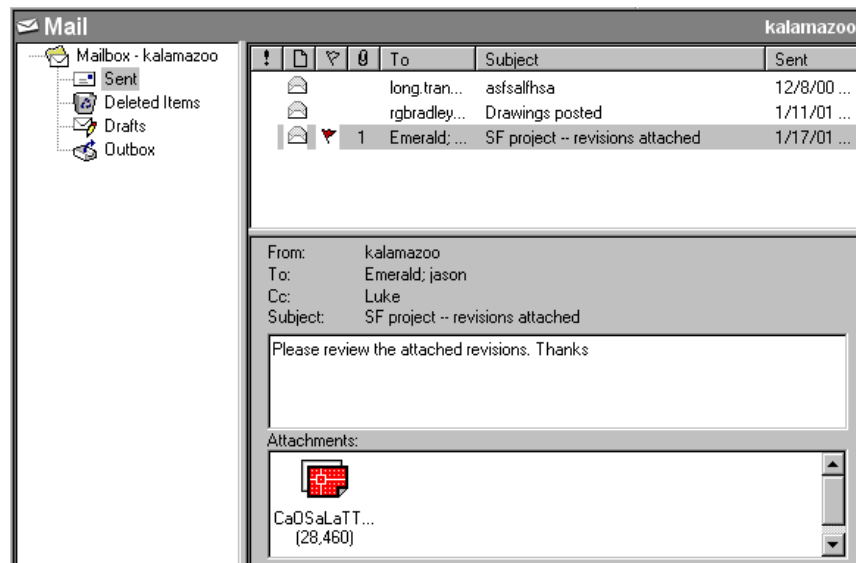 Mail kalamazoo
Mailbox - kalamazoo
Sent
Deleted Items
Drafts
Outbox
! To Subject Sent
long.tran... asfsalfhsa 12/8/00 ...
rgbradley... Drawings posted 1/11/01 ...
1 Emerald; ... SF project -- revisions attached 1/17/01 ...
From: kalamazoo
To: Emerald; jason
Cc: Luke
Subject: SF project -- revisions attached
Please review the attached revisions. Thanks
Attachments:
CaOSaLaTT...
(28,460)